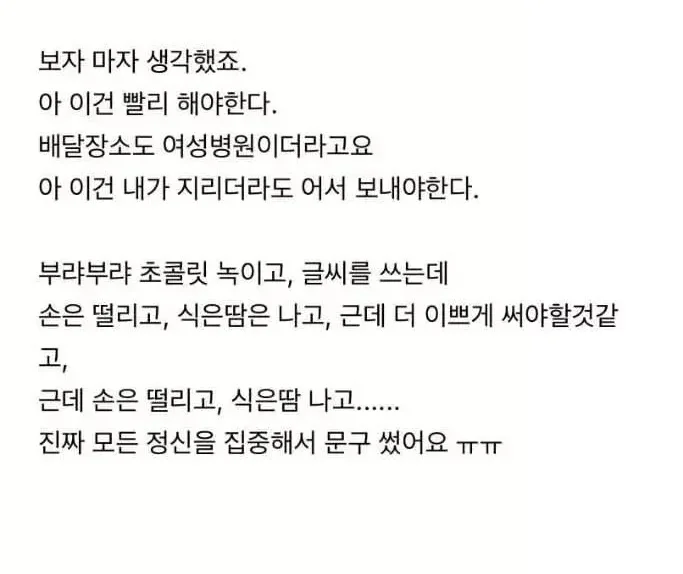 보자 마자 생각했죠.
아 이건 빨리 해야한다.
배달장소도 여성병원이더라고요
아 이건 내가 지리더라도 어서 보내야한다.
부랴부랴 초콜릿 녹이고, 글씨를 쓰는데
손은 떨리고, 식은땀은 나고, 근데 더 이쁘게 써야할것같
고,
근데 손은 떨리고, 식은땀 나고......
진짜 모든 정신을 집중해서 문구 썼어요 ㅠㅠ